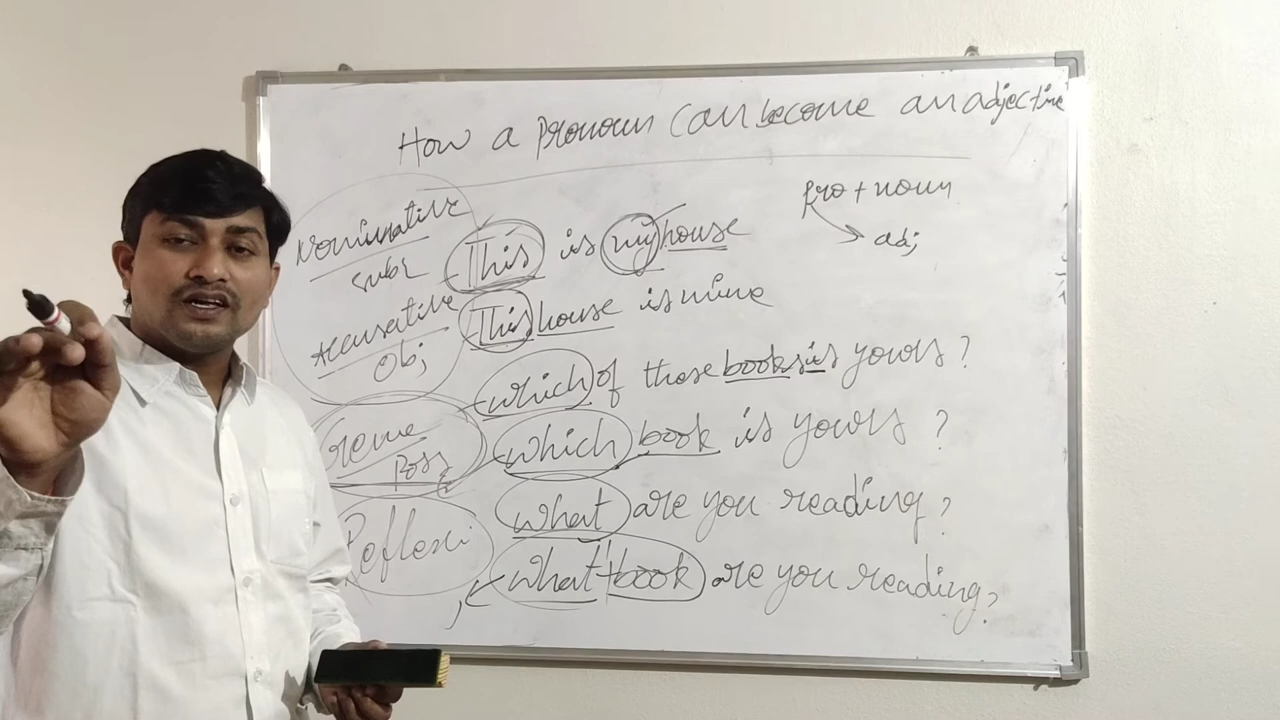 How a pronoun can become an adjective
pro + noun
adj
Nominative
subj
Accusative
Obj
Poss
Reflexi
This is my house
This house is mine
which of these books is yours?
which book is yours?
what are you reading?
what + book are you reading?